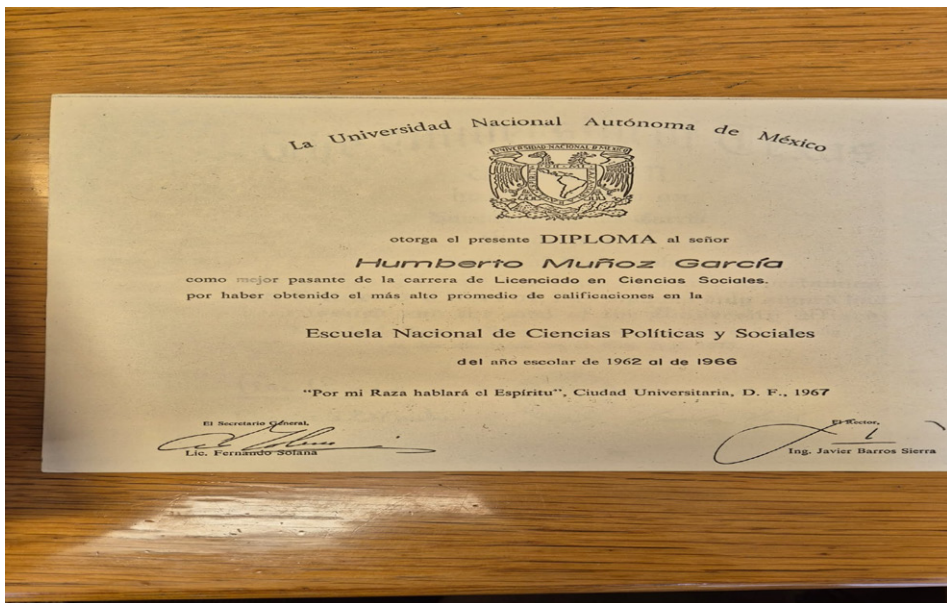 La Universidad Nacional Autónoma de México
UNIVERSIDAD NACIONAL D MEXICO
otorga el presente DIPLOMA al señor
Humberto Muñoz García
como mejor pasante de la carrera de Licenciado en Ciencias Sociales.
por haber obtenido el más alto promedio de calificaciones en la
Escuela Nacional de Ciencias Políticas y Sociales
del año escolar de 1962 al de 1966
"Por mi Raza hablará el Espíritu", Ciudad Universitaria, D. F., 1967
El Secretario General,
Lic. Fernando Solana
El Rector,
Ing. Javier Barros Sierra